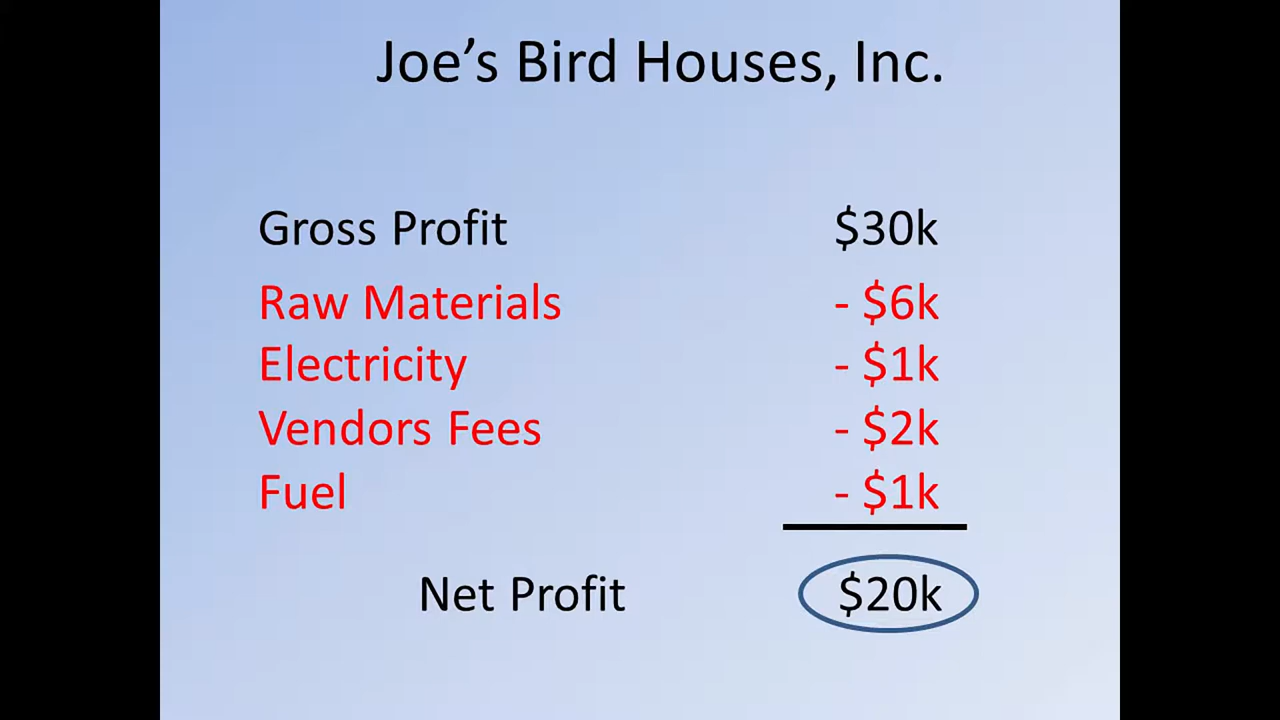 Joe’s Bird Houses, Inc.
Gross Profit $30k
Raw Materials - $6k
Electricity - $1k
Vendors Fees - $2k
Fuel - $1k
Net Profit $20k